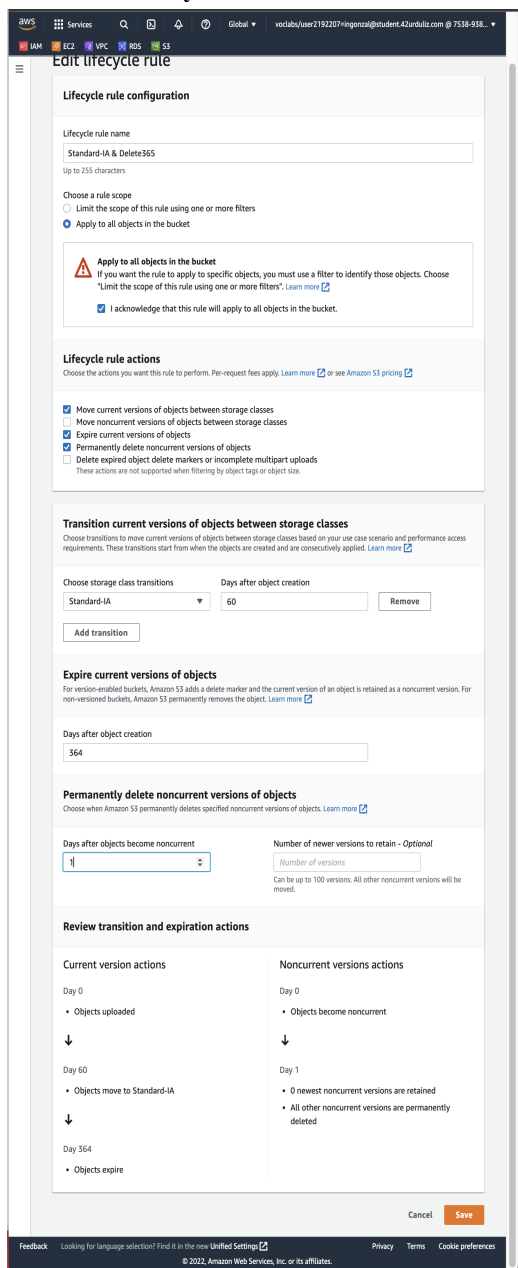 aws
Services
Global
voclabs/user2192207=ingonzal@student.42urduliz.com @ 7538-938...
IAM
EC2
VPC
RDS
S3
Edit lifecycle rule
Lifecycle rule configuration
Lifecycle rule name
Standard-IA & Delete365
Up to 255 characters
Choose a rule scope
Limit the scope of this rule using one or more filters
Apply to all objects in the bucket
Apply to all objects in the bucket
If you want the rule to apply to specific objects, you must use a filter to identify those objects. Choose
"Limit the scope of this rule using one or more filters". Learn more
I acknowledge that this rule will apply to all objects in the bucket.
Lifecycle rule actions
Choose the actions you want this rule to perform. Per-request fees apply. Learn more or see Amazon S3 pricing
Move current versions of objects between storage classes
Move noncurrent versions of objects between storage classes
Expire current versions of objects
Permanently delete noncurrent versions of objects
Delete expired object delete markers or incomplete multipart uploads
These actions are not supported when filtering by object tags or object size.
Transition current versions of objects between storage classes
Choose transitions to move current versions of objects between storage classes based on your use case scenario and performance access
requirements. These transitions start from when the objects are created and are consecutively applied. Learn more
Choose storage class transitions
Days after object creation
Standard-IA
60
Remove
Add transition
Expire current versions of objects
For version-enabled buckets, Amazon S3 adds a delete marker and the current version of an object is retained as a noncurrent version. For
non-versioned buckets, Amazon S3 permanently removes the object. Learn more
Days after object creation
364
Permanently delete noncurrent versions of objects
Choose when Amazon S3 permanently deletes specified noncurrent versions of objects. Learn more
Days after objects become noncurrent
1
Number of newer versions to retain - Optional
Number of versions
Can be up to 100 versions. All other noncurrent versions will be
moved.
Review transition and expiration actions
Current version actions
Day 0
• Objects uploaded
↓
Day 60
• Objects move to Standard-IA
↓
Day 364
• Objects expire
Noncurrent versions actions
Day 0
• Objects become noncurrent
↓
Day 1
• 0 newest noncurrent versions are retained
• All other noncurrent versions are permanently
deleted
Cancel
Save
Feedback
Looking for language selection? Find it in the new Unified Settings
Privacy
Terms
Cookie preferences
© 2022, Amazon Web Services, Inc. or its affiliates.